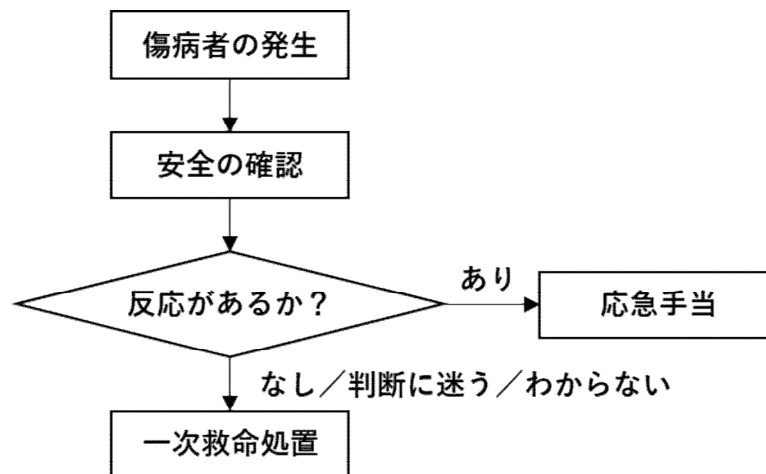 傷病者の発生
安全の確認
反応があるか？
あり
応急手当
なし／判断に迷う／わからない
一次救命処置